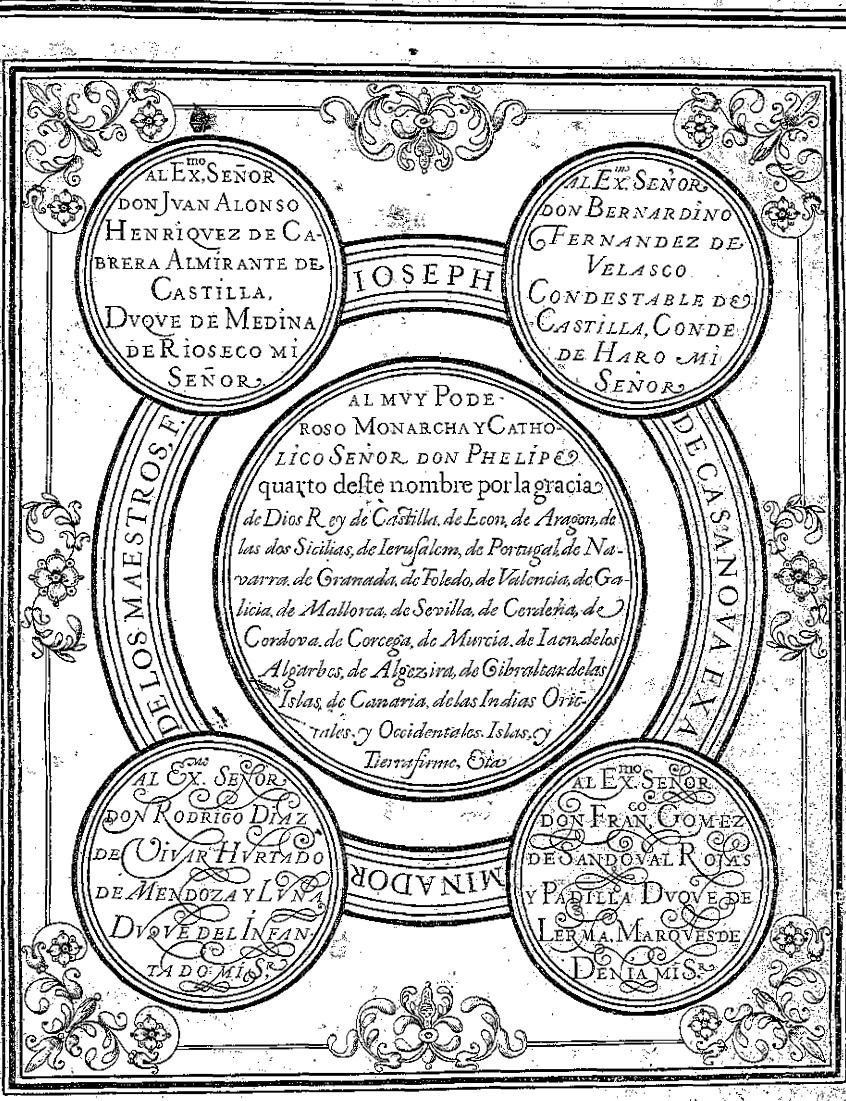 AL EX.mo SEÑOR
DON JVAN ALONSO
HENRIQVEZ DE CA-
BRERA ALMIRANTE DE
CASTILLA,
DVQVE DE MEDINA
DE RIOSECO MI
SEÑOR.
AL EX.mo SEÑOR
DON BERNARDINO
FERNANDEZ DE
VELASCO
CONDESTABLE DE
CASTILLA, CONDE
DE HARO MI
SEÑOR
IOSEPH
DE CASANOVA EXA
MINADOR
DE LOS MAESTROS, F.
AL MVY PODE-
ROSO MONARCHA Y CATHO-
LICO SEÑOR DON PHELIPE
quarto deste nombre por la gracia
de Dios Rey de Castilla, de Leon, de Aragon, de
las dos Sicilias, de Ierusalem, de Portugal, de Na-
varra, de Granada, de Toledo, de Valencia, de Ga-
licia, de Mallorca, de Sevilla, de Cerdeña, de
Cordova, de Corcega, de Murcia, de Iaen, de los
Algarbes, de Algezira, de Gibraltar, de las
Islas, de Canaria, de las Indias Orië-
tales, y Occidentales, Islas, y
Tierrafirme, Eta
AL EX.mo SEÑOR
DON RODRIGO DIAZ
DE VIVAR HVRTADO
DE MENDOZA Y LVNA
DVQVE DEL INFAN-
TADO MI S.r
AL EX.mo SEÑOR
DON FRAN.co GOMEZ
DE SANDOVAL ROJAS
Y PADILLA DVQVE DE
LERMA, MARQVES DE
DENIA MI S.r